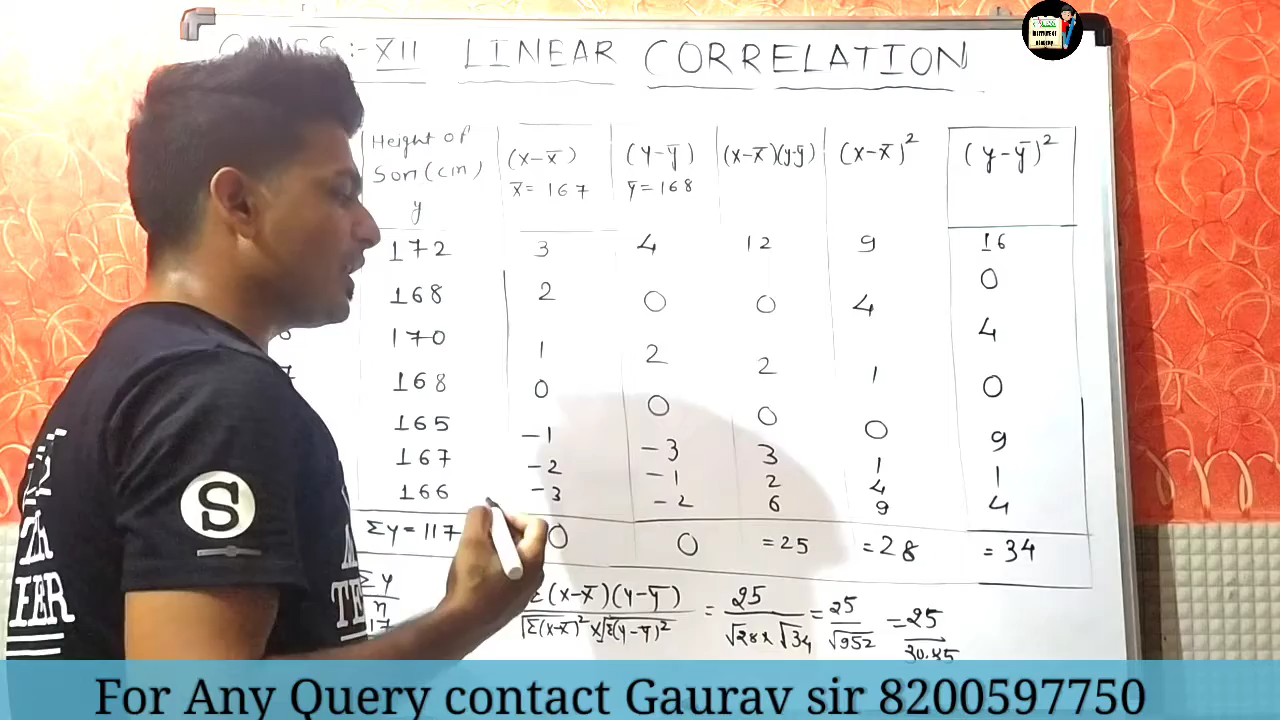 :-XII LINEAR CORRELATION
Height of Son (cm) y
(x-x̄) x̄ = 167
(y-ȳ) ȳ = 168
(x-x̄)(y-ȳ)
(x-x̄)²
(y-ȳ)²
172 3 4 12 9 16
168 2 0 0 4 0
170 1 2 2 1 4
168 0 0 0 0 0
165 -1 -3 3 1 9
167 -2 -1 2 4 1
166 -3 -2 6 9 4
Σy = 117 0 0 = 25 = 28 = 34
Σy/n
Σ(x-x̄)(y-ȳ) / √Σ(x-x̄)² × √Σ(y-ȳ)² = 25/√28 × √34 = 25/√952 = 25/30.85
S
For Any Query contact Gaurav sir 8200597750